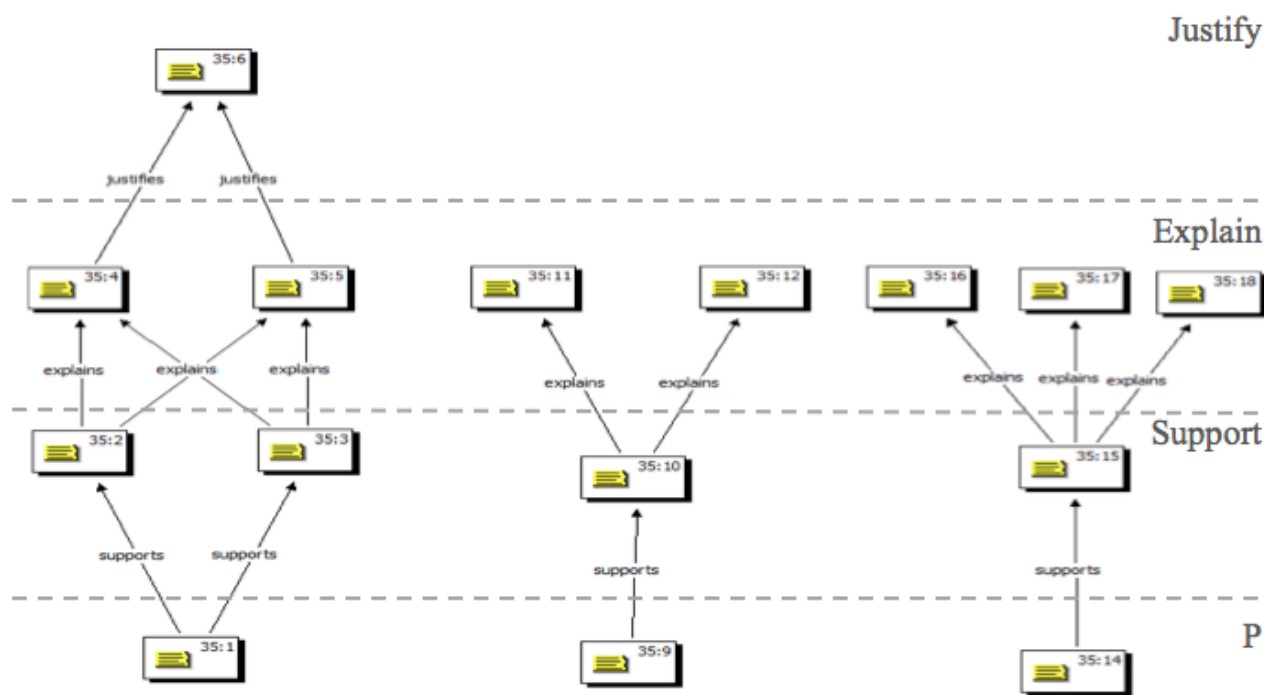 Justify
35:6
justifies justifies
Explain
35:4 35:5 35:11 35:12 35:16 35:17 35:18
explains explains explains explains explains explains explains explains
Support
35:2 35:3 35:10 35:15
supports supports supports supports
P
35:1 35:9 35:14